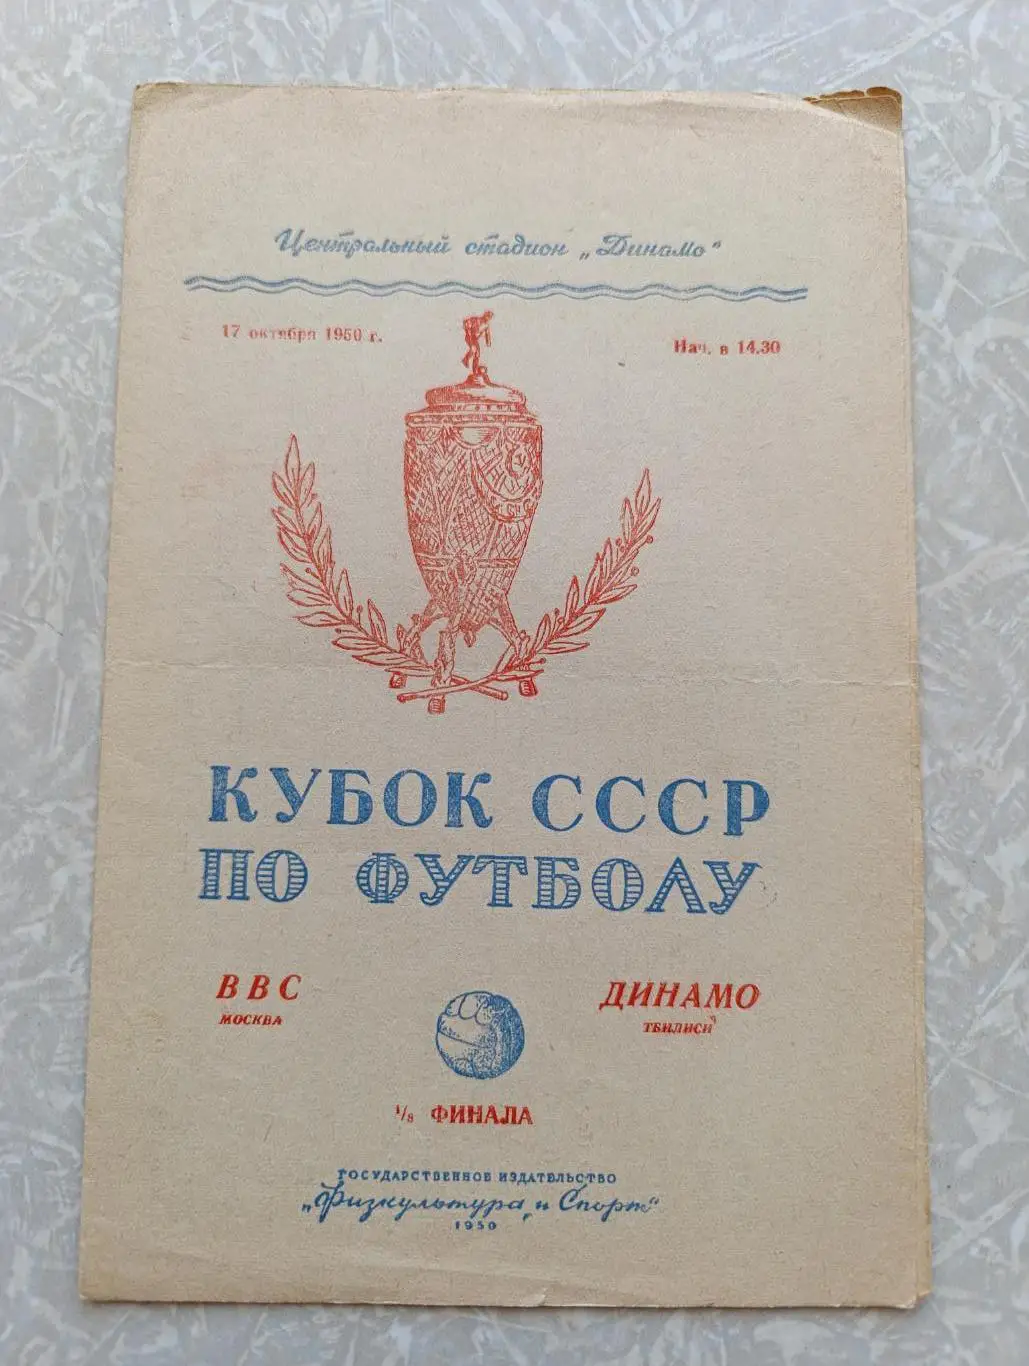 Центральный стадион „Динамо"
17 октября 1950 г.
Нач. в 14.30
КУБОК СССР
ПО ФУТБОЛУ
ВВС
МОСКВА
ДИНАМО
ТБИЛИСИ
1/8 ФИНАЛА
ГОСУДАРСТВЕННОЕ ИЗДАТЕЛЬСТВО
„Физкультура и Спорт"
1950